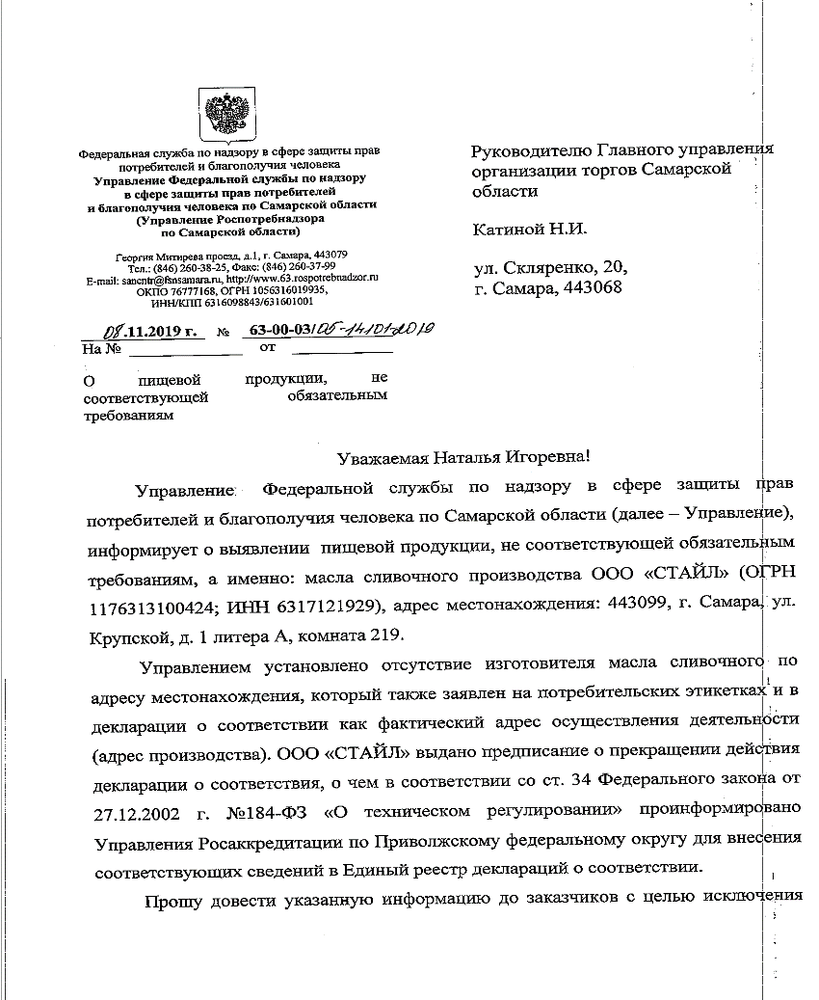 Федеральная служба по надзору в сфере защиты прав
потребителей и благополучия человека
Управление Федеральной службы по надзору
в сфере защиты прав потребителей
и благополучия человека по Самарской области
(Управление Роспотребнадзора
по Самарской области)
Георгия Митирева проезд, д.1, г. Самара, 443079
Тел.: (846) 260-38-25, Факс: (846) 260-37-99
E-mail: sancntr@fsnsamara.ru, http://www.63.rospotrebnadzor.ru
ОКПО 76777168, ОГРН 1056316019935,
ИНН/КПП 6316098843/631601001
08.11.2019 г. № 63-00-03/05-14101-2019
На № от
О пищевой продукции, не
соответствующей обязательным
требованиям
Руководителю Главного управления
организации торгов Самарской
области
Катиной Н.И.
ул. Скляренко, 20,
г. Самара, 443068
Уважаемая Наталья Игоревна!
Управление Федеральной службы по надзору в сфере защиты прав
потребителей и благополучия человека по Самарской области (далее – Управление),
информирует о выявлении пищевой продукции, не соответствующей обязательным
требованиям, а именно: масла сливочного производства ООО «СТАЙЛ» (ОГРН
1176313100424; ИНН 6317121929), адрес местонахождения: 443099, г. Самара, ул.
Крупской, д. 1 литера А, комната 219.
Управлением установлено отсутствие изготовителя масла сливочного по
адресу местонахождения, который также заявлен на потребительских этикетках и в
декларации о соответствии как фактический адрес осуществления деятельности
(адрес производства). ООО «СТАЙЛ» выдано предписание о прекращении действия
декларации о соответствия, о чем в соответствии со ст. 34 Федерального закона от
27.12.2002 г. №184-ФЗ «О техническом регулировании» проинформировано
Управления Росаккредитации по Приволжскому федеральному округу для внесения
соответствующих сведений в Единый реестр деклараций о соответствии.
Прошу довести указанную информацию до заказчиков с целью исключения